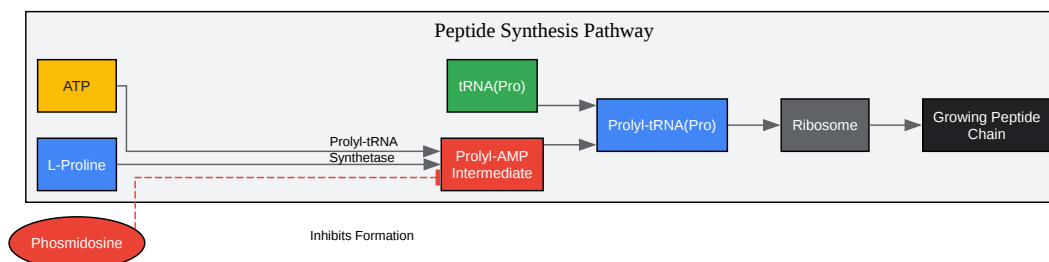 Peptide Synthesis Pathway
ATP
tRNA(Pro)
Prolyl-tRNA(Pro)
Ribosome
Growing Peptide
Chain
Prolyl-tRNA
Synthetase
L-Proline
Prolyl-AMP
Intermediate
Phosmidosine
Inhibits Formation